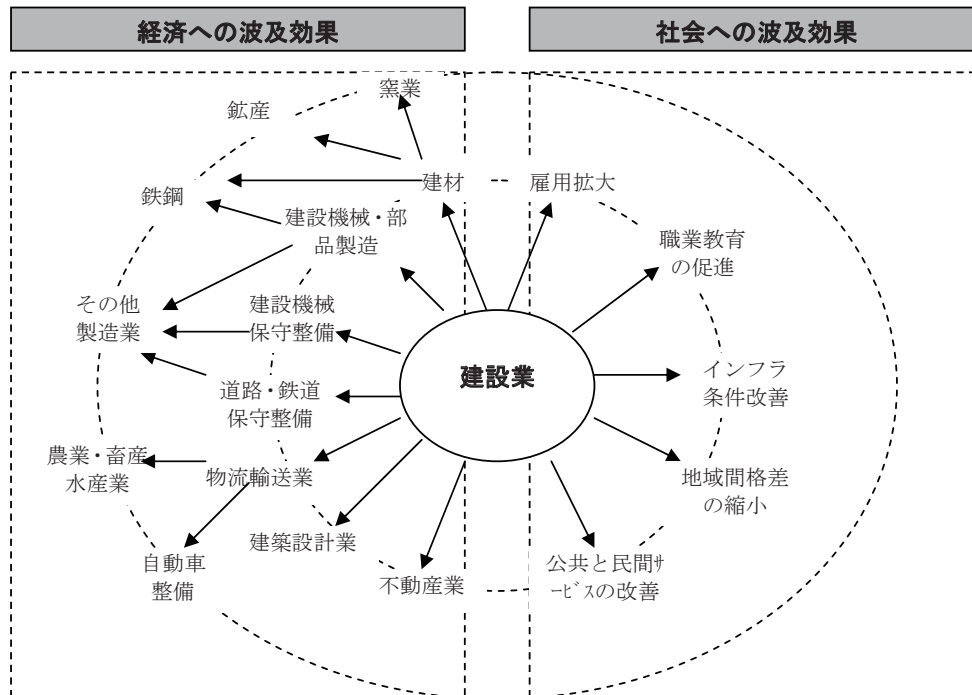 経済への波及効果
社会への波及効果
窯業
鉱産
建材
雇用拡大
鉄鋼
建設機械・部
品製造
職業教育
の促進
その他
製造業
建設機械
保守整備
建設業
インフラ
条件改善
道路・鉄道
保守整備
農業・畜産
水産業
物流輸送業
地域間格差
の縮小
建築設計業
自動車
整備
不動産業
公共と民間ｻ
ｰﾋﾞｽの改善